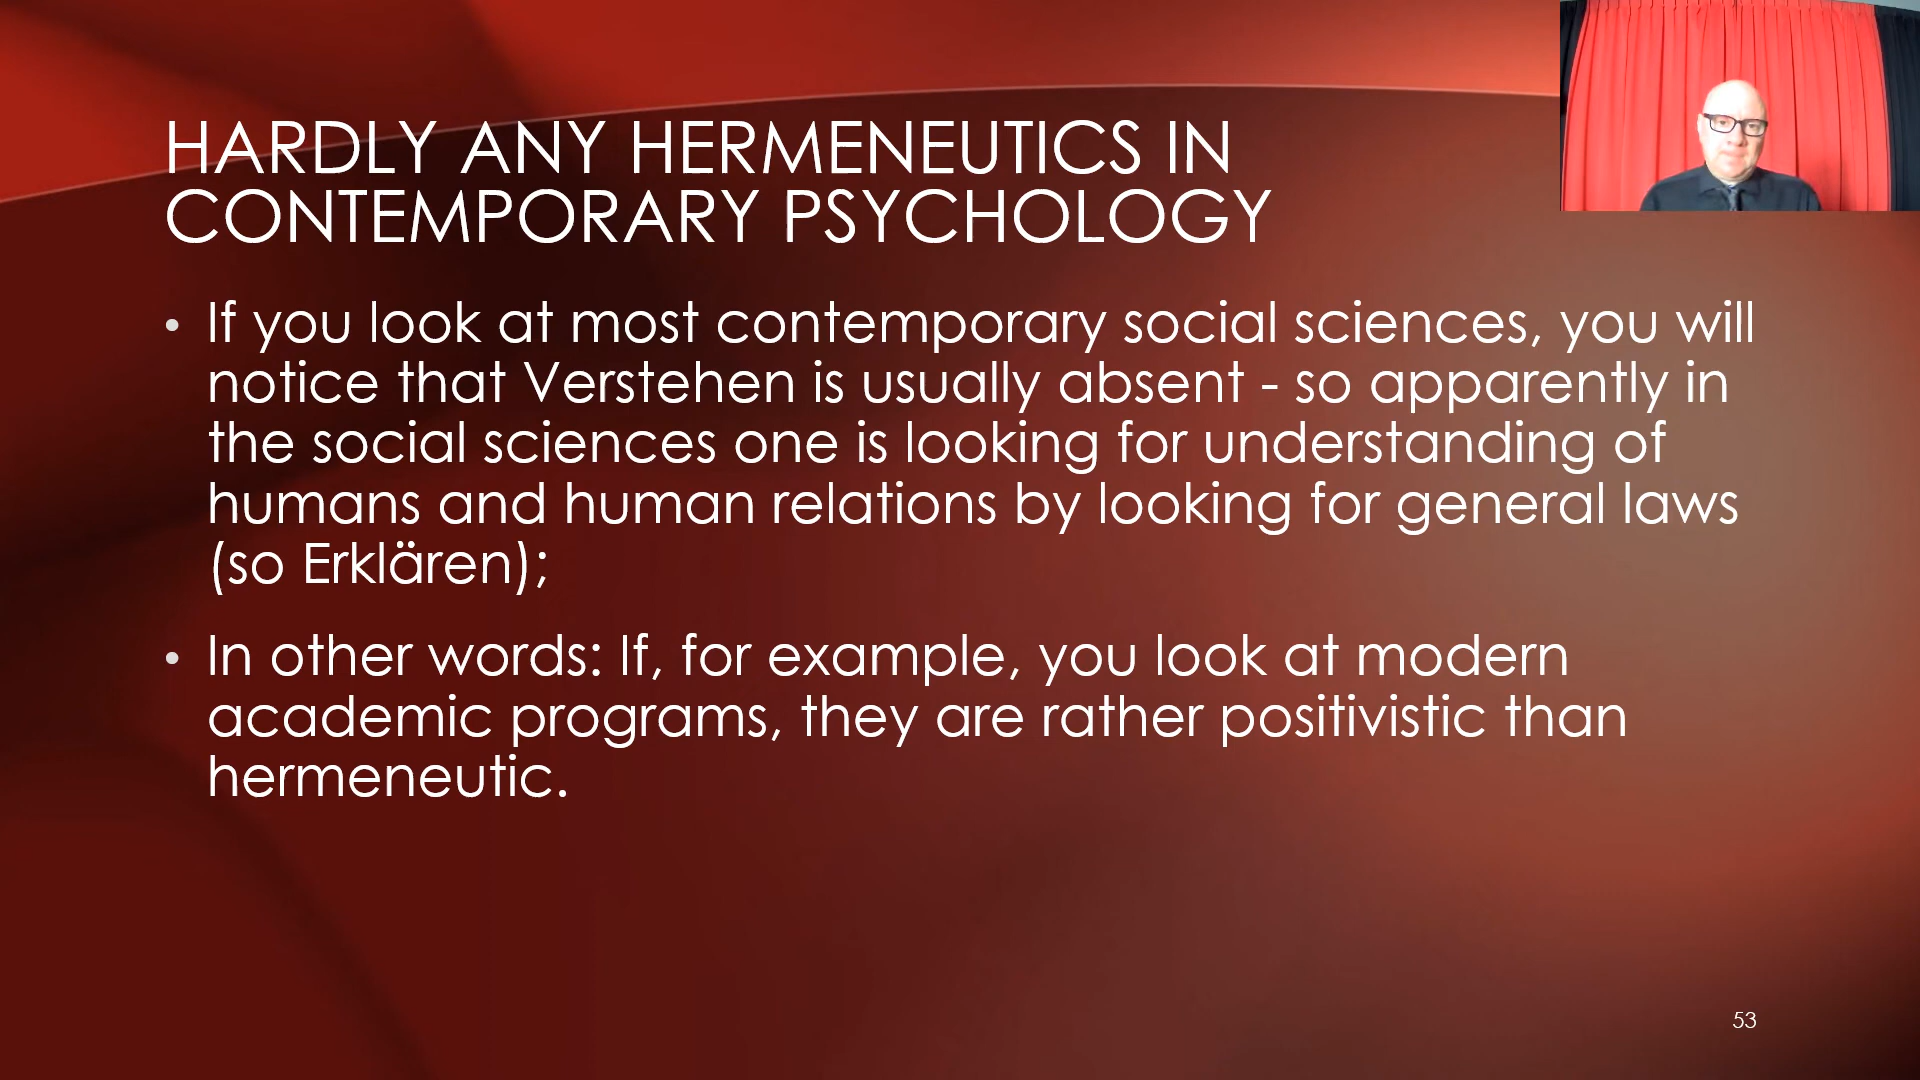 HARDLY ANY HERMENEUTICS IN
CONTEMPORARY PSYCHOLOGY
• If you look at most contemporary social sciences, you will
notice that Verstehen is usually absent - so apparently in
the social sciences one is looking for understanding of
humans and human relations by looking for general laws
(so Erklären);
• In other words: If, for example, you look at modern
academic programs, they are rather positivistic than
hermeneutic.
53